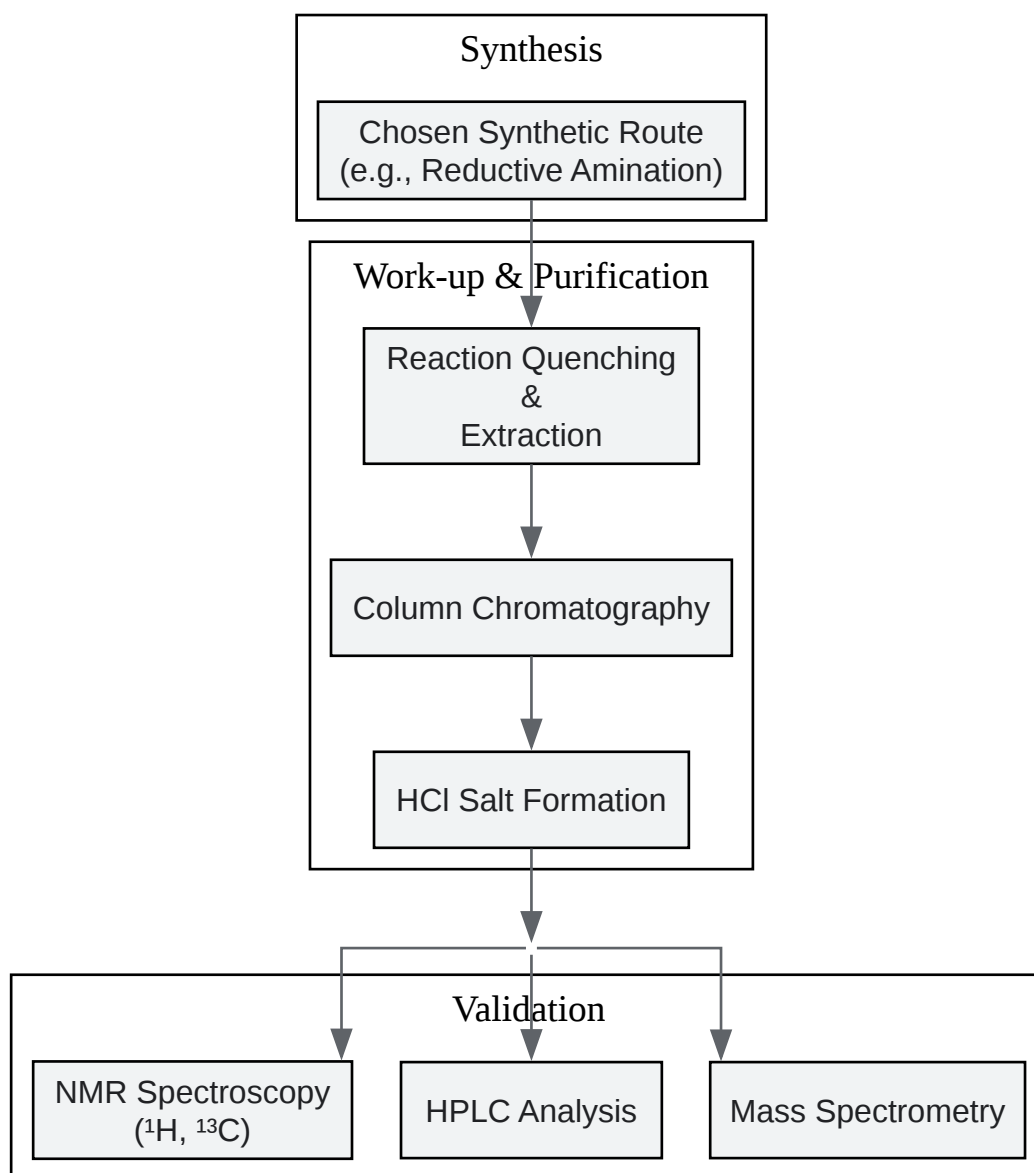 Synthesis
Chosen Synthetic Route
(e.g., Reductive Amination)
Work-up & Purification
Reaction Quenching
&
Extraction
Column Chromatography
HCl Salt Formation
Validation
NMR Spectroscopy
(¹H, ¹³C)
HPLC Analysis
Mass Spectrometry